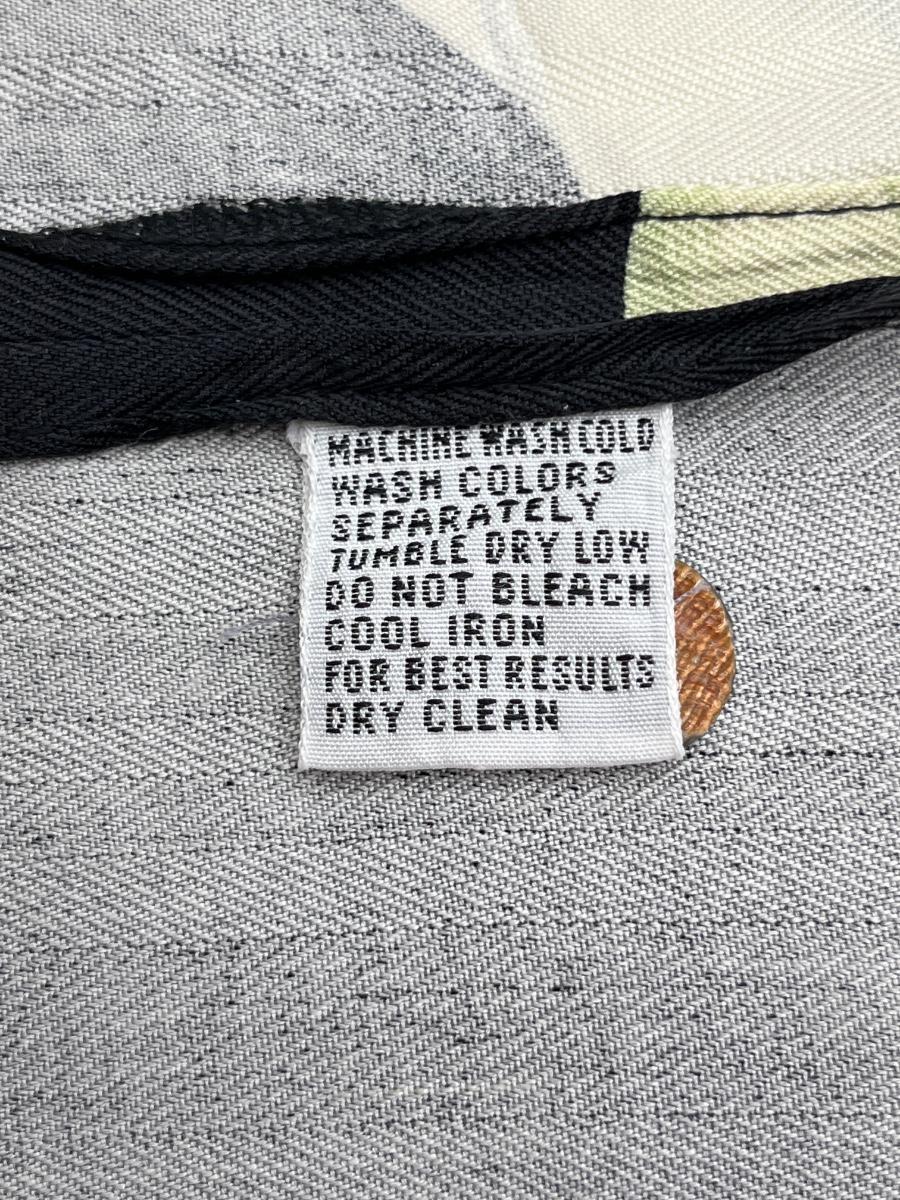 MACHINE WASH COLD
WASH COLORS
SEPARATELY
TUMBLE DRY LOW
DO NOT BLEACH
COOL IRON
FOR BEST RESULTS
DRY CLEAN